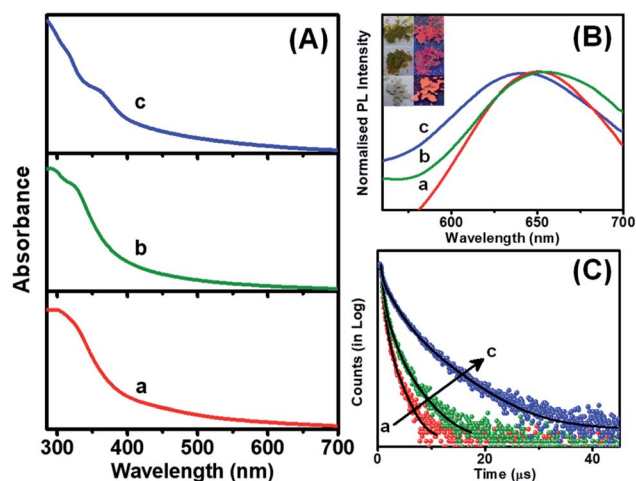 (A)
c
b
a
Absorbance
300 400 500 600 700
Wavelength (nm)
(B)
c
b
a
Normalised PL Intensity
600 650 700
Wavelength (nm)
(C)
c
a
Counts (in Log)
0 20 40
Time (μs)